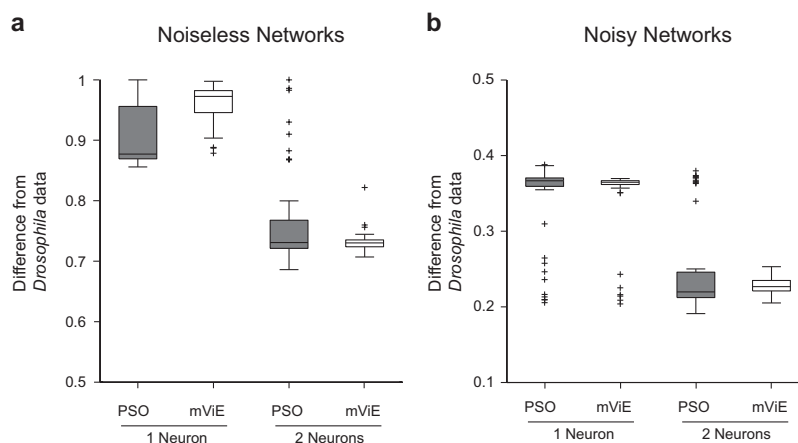 a
Noiseless Networks
Difference from
Drosophila data
1
0.9
0.8
0.7
0.6
0.5
PSO mViE PSO mViE
1 Neuron 2 Neurons
b
Noisy Networks
Difference from
Drosophila data
0.5
0.4
0.3
0.2
0.1
PSO mViE PSO mViE
1 Neuron 2 Neurons